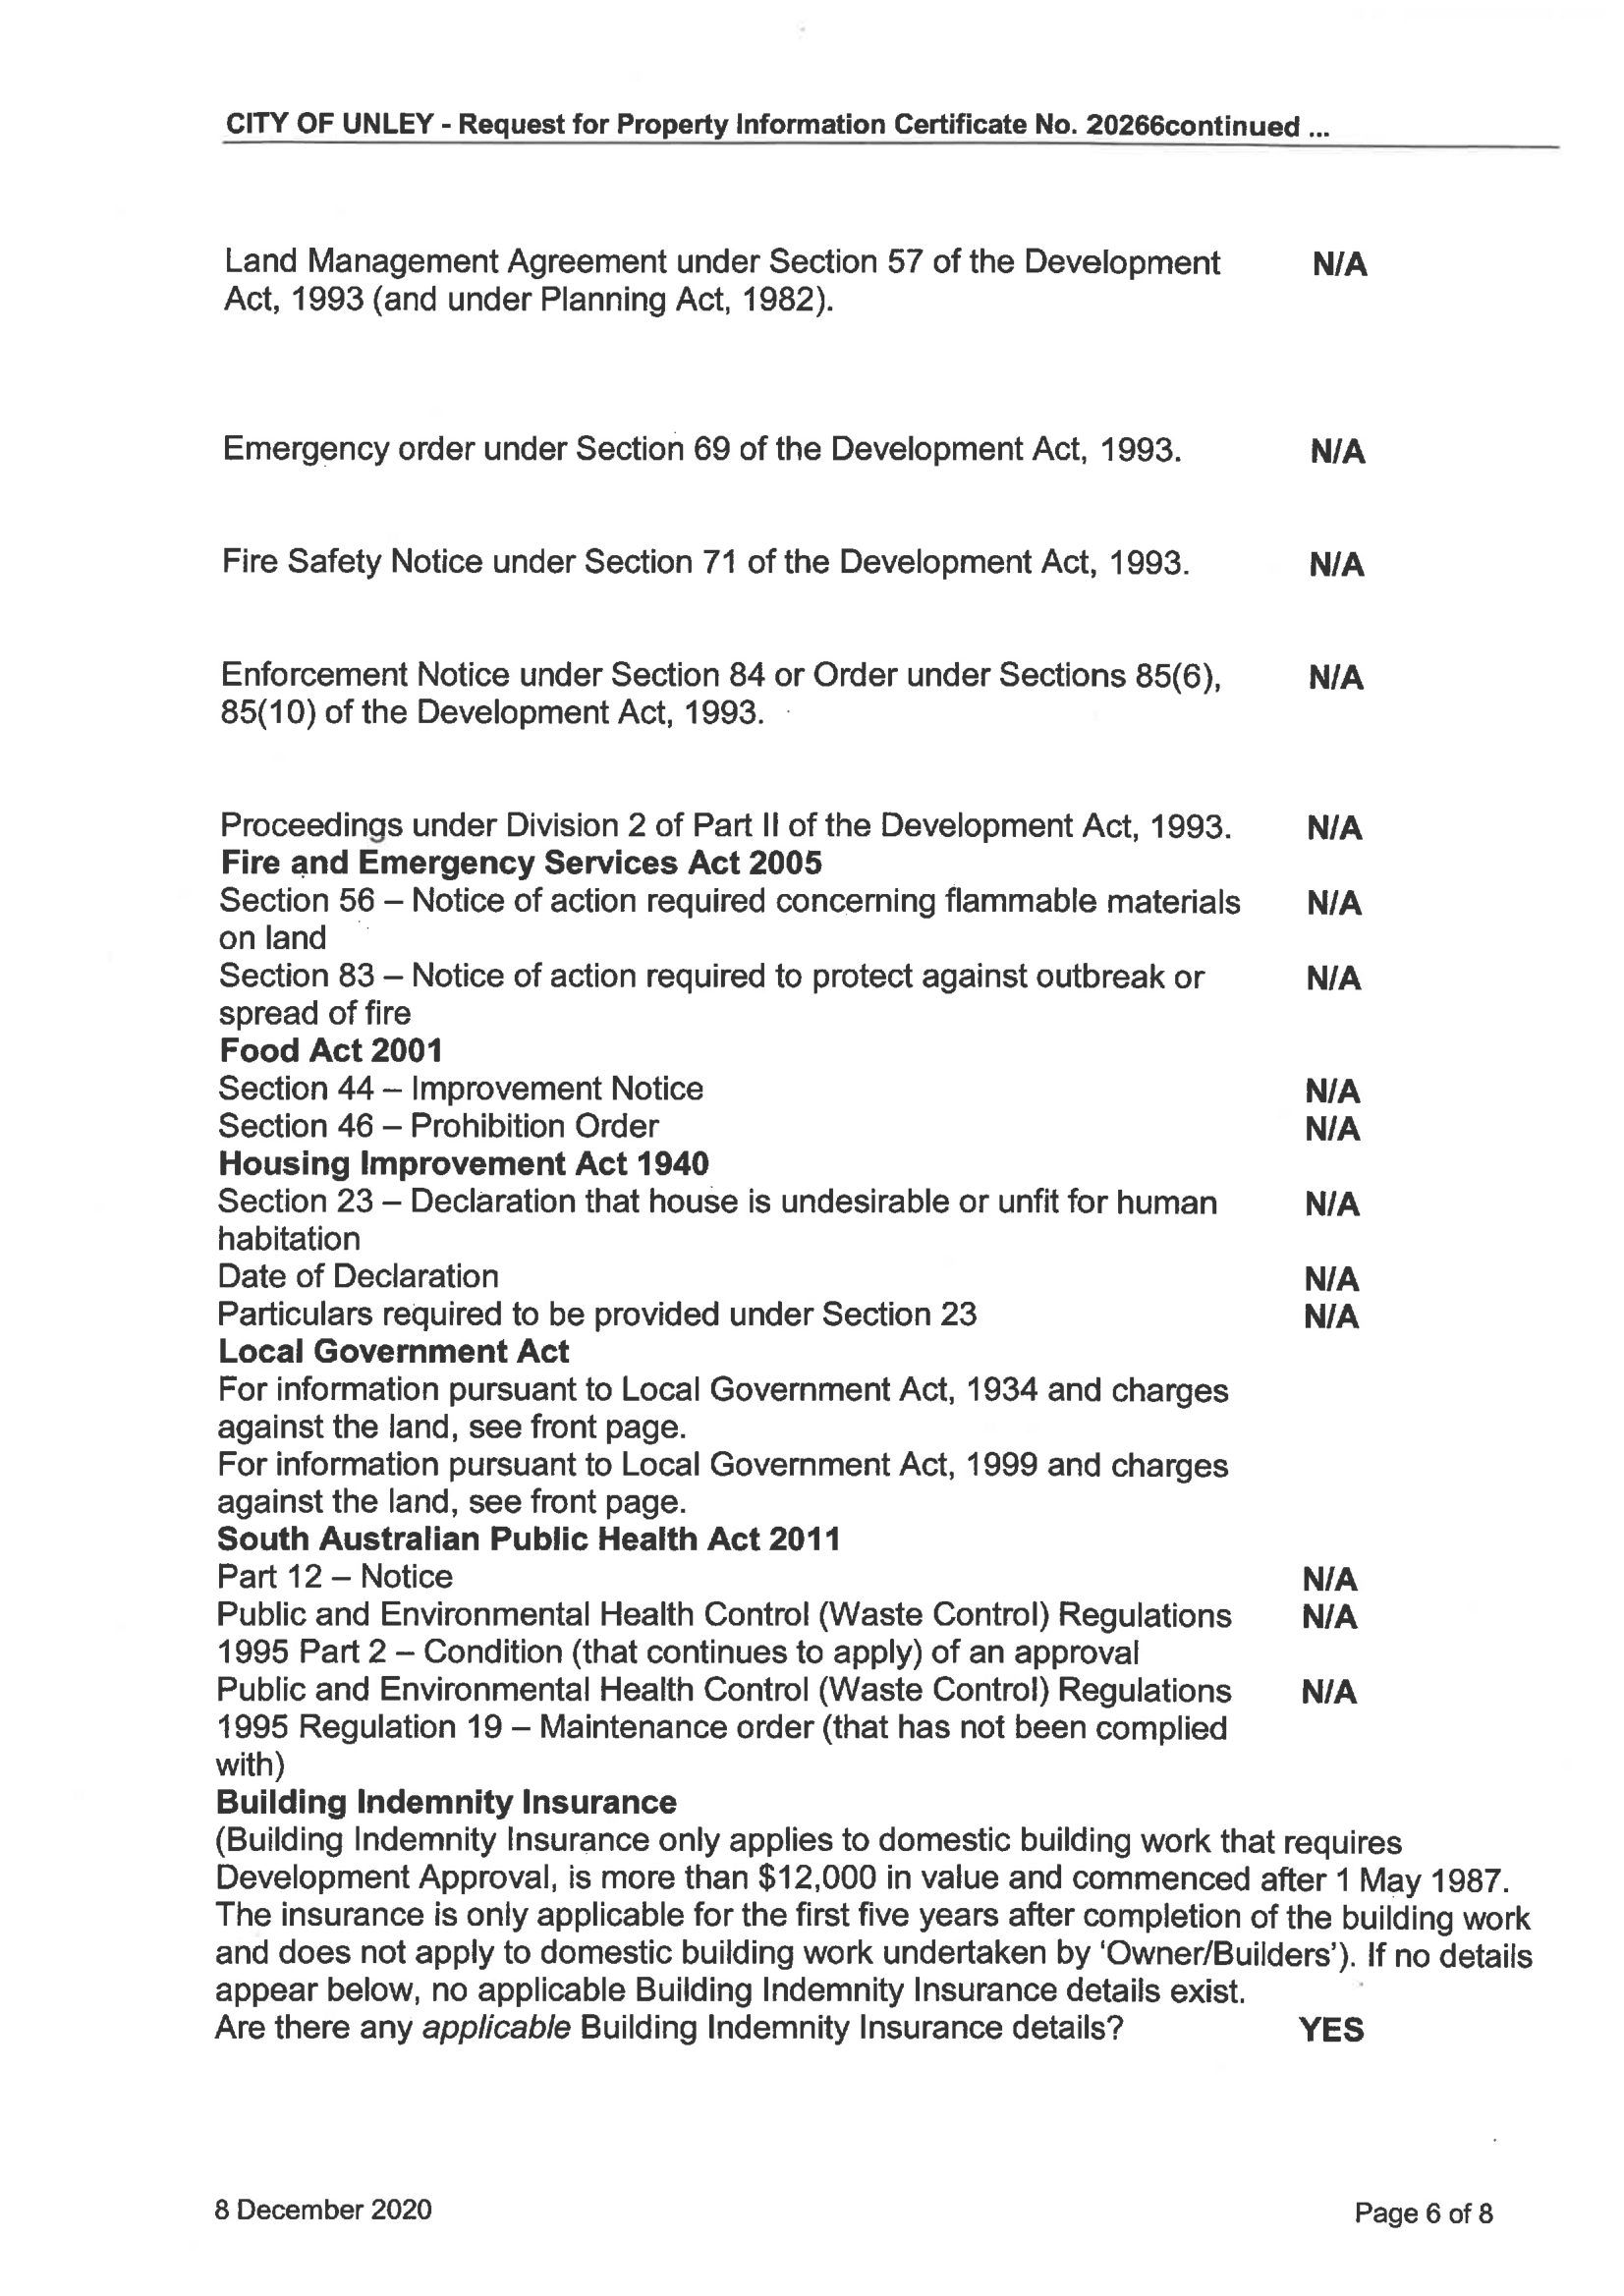 CITY OF UNLEY - Request for Property Information Certificate No. 20266continued ...
Land Management Agreement under Section 57 of the Development N/A
Act, 1993 (and under Planning Act, 1982).
Emergency order under Section 69 of the Development Act, 1993. N/A
Fire Safety Notice under Section 71 of the Development Act, 1993. N/A
Enforcement Notice under Section 84 or Order under Sections 85(6), N/A
85(10) of the Development Act, 1993.
Proceedings under Division 2 of Part II of the Development Act, 1993. N/A
Fire and Emergency Services Act 2005
Section 56 – Notice of action required concerning flammable materials N/A
on land
Section 83 – Notice of action required to protect against outbreak or N/A
spread of fire
Food Act 2001
Section 44 – Improvement Notice N/A
Section 46 – Prohibition Order N/A
Housing Improvement Act 1940
Section 23 – Declaration that house is undesirable or unfit for human N/A
habitation
Date of Declaration N/A
Particulars required to be provided under Section 23 N/A
Local Government Act
For information pursuant to Local Government Act, 1934 and charges
against the land, see front page.
For information pursuant to Local Government Act, 1999 and charges
against the land, see front page.
South Australian Public Health Act 2011
Part 12 – Notice N/A
Public and Environmental Health Control (Waste Control) Regulations N/A
1995 Part 2 – Condition (that continues to apply) of an approval
Public and Environmental Health Control (Waste Control) Regulations N/A
1995 Regulation 19 – Maintenance order (that has not been complied
with)
Building Indemnity Insurance
(Building Indemnity Insurance only applies to domestic building work that requires
Development Approval, is more than $12,000 in value and commenced after 1 May 1987.
The insurance is only applicable for the first five years after completion of the building work
and does not apply to domestic building work undertaken by ‘Owner/Builders’). If no details
appear below, no applicable Building Indemnity Insurance details exist.
Are there any applicable Building Indemnity Insurance details? YES
8 December 2020 Page 6 of 8